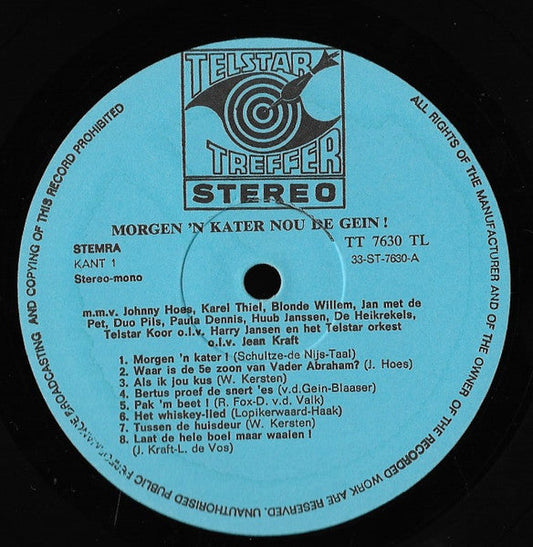 TELSTAR
TREFFER
STEREO
MORGEN 'N KATER NOU DE GEIN !
STEMRA
TT 7630 TL
KANT 1
33-ST-7630-A
Stereo-mono
m.m.v. Johnny Hoes, Karel Thiel, Blonde Willem, Jan met de
Pet, Duo Pils, Paula Dennis, Huub Janssen, De Heikrekels,
Telstar Koor o.l.v. Harry Jansen en het Telstar orkest
o.l.v. Jean Kraft
1. Morgen 'n kater ! (Schultze-de Nijs-Taal)
2. Waar is de 5e zoon van Vader Abraham? (J. Hoes)
3. Als ik jou kus (W. Kersten)
4. Bertus proef de snert 'es (v.d.Gein-Blaaser)
5. Pak 'm beet ! (R. Fox-D. v.d. Valk)
6. Het whiskey-lied (Lopikerwaard-Haak)
7. Tussen de huisdeur (W. Kersten)
8. Laat de hele boel maar waaien !
(J. Kraft-L. de Vos)
ALL RIGHTS OF THE MANUFACTURER AND OF THE OWNER OF THE RECORDED WORK ARE RESERVED. UNAUTHORISED PUBLIC PERFORMANCE BROADCASTING AND COPYING OF THIS RECORD PROHIBITED